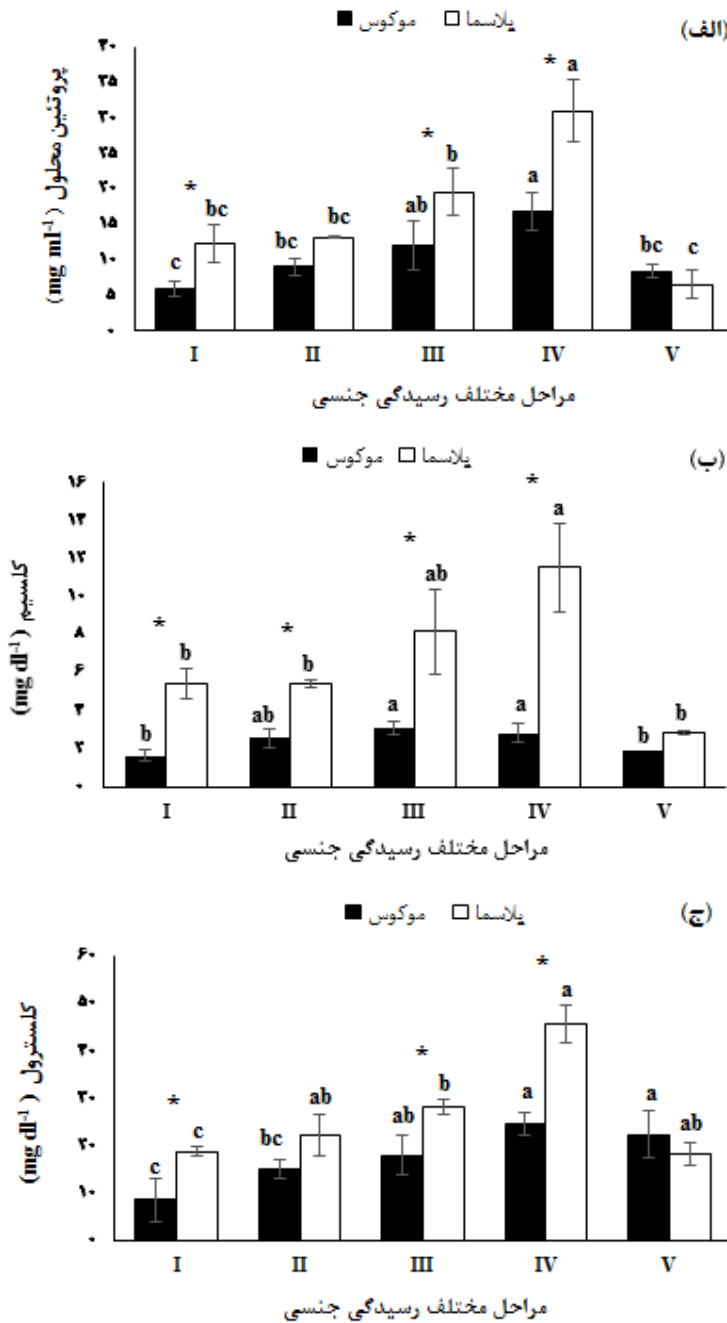 (الف)
موکوس پلاسما
پروتئین محلول (mg ml⁻¹)
۴۰
۳۵
۳۰
۲۵
۲۰
۱۵
۱۰
۵
۰
* * *
c bc bc bc ab b a a bc c
I II III IV V
مراحل مختلف رسیدگی جنسی
(ب)
موکوس پلاسما
کلسیم (mg dl⁻¹)
۱۶
۱۴
۱۲
۱۰
۸
۶
۴
۲
۰
* * * *
b b ab b a ab a a b b
I II III IV V
مراحل مختلف رسیدگی جنسی
(ج)
موکوس پلاسما
کلسترول (mg dl⁻¹)
۶۰
۵۰
۴۰
۳۰
۲۰
۱۰
۰
* * *
c c bc ab ab b a a a ab
I II III IV V
مراحل مختلف رسیدگی جنسی